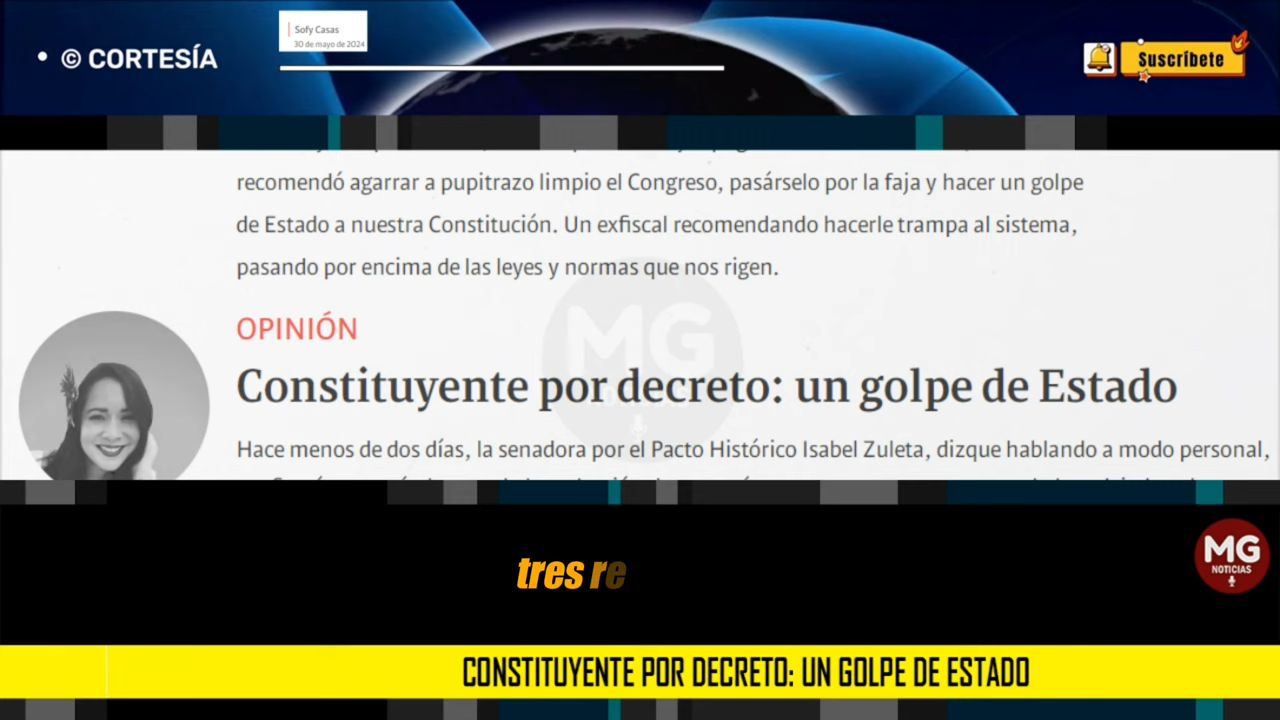 Sofy Casas
30 de mayo de 2024
• © CORTESÍA
Suscríbete
recomendó agarrar a pupitrazo limpio el Congreso, pasárselo por la faja y hacer un golpe
de Estado a nuestra Constitución. Un exfiscal recomendando hacerle trampa al sistema,
pasando por encima de las leyes y normas que nos rigen.
MG
OPINIÓN
Constituyente por decreto: un golpe de Estado
Hace menos de dos días, la senadora por el Pacto Histórico Isabel Zuleta, dizque hablando a modo personal,
tres re
MG
NOTICIAS
CONSTITUYENTE POR DECRETO: UN GOLPE DE ESTADO